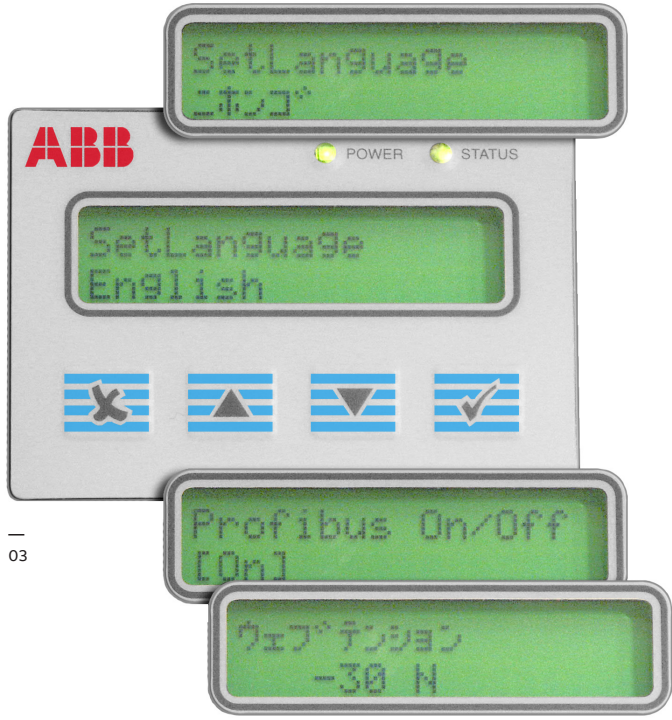 SetLanguage
ニホンゴ
ABB
POWER STATUS
SetLanguage
English
Profibus On/Off
[On]
ウェブテンション
-30 N
03